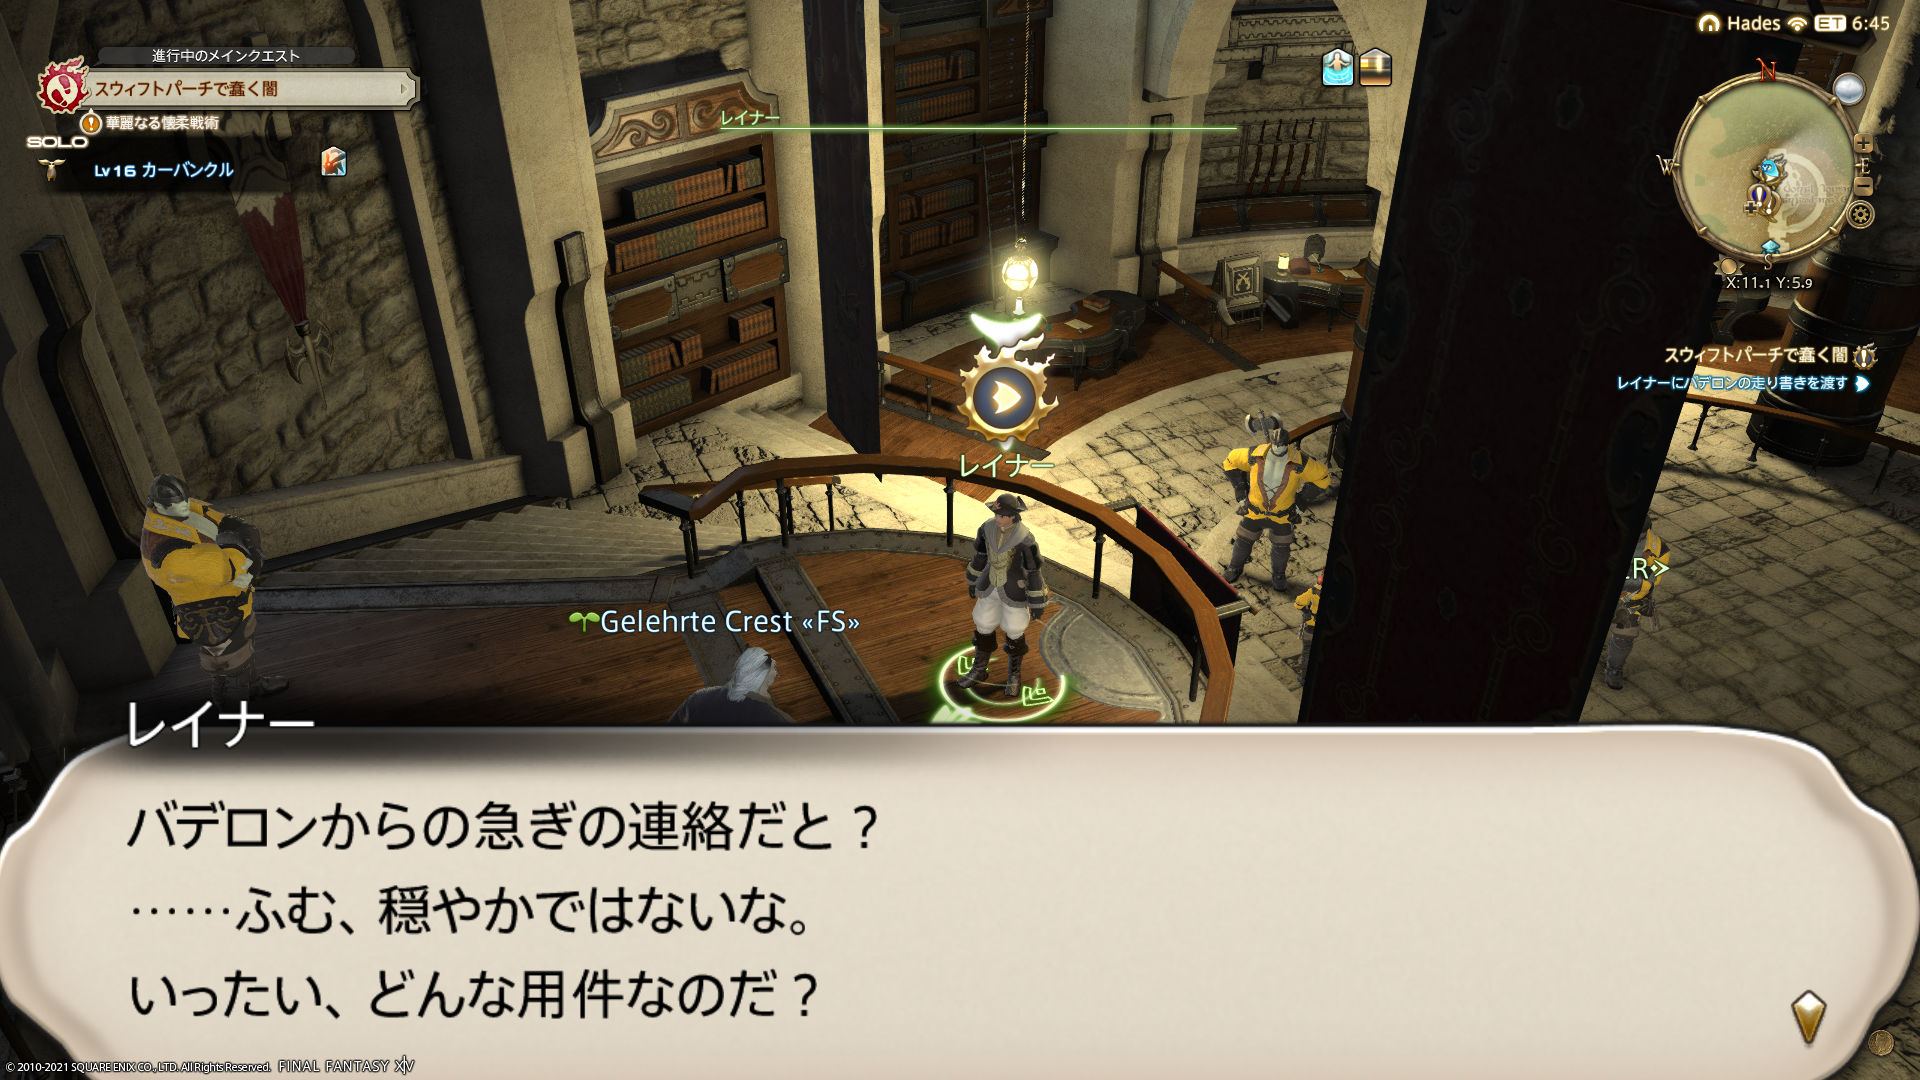 Hades ET 6:45
進行中のメインクエスト
スウィフトパーチで蠢く闇
華麗なる懐柔戦術
SOLO
Lv16 カーバンクル
レイナー
N
W
E
S
X:11.1 Y:5.9
スウィフトパーチで蠢く闇
レイナーにバデロンの走り書きを渡す
レイナー
Gelehrte Crest «FS»
レイナー
バデロンからの急ぎの連絡だと？
……ふむ、穏やかではないな。
いったい、どんな用件なのだ？
© 2010-2021 SQUARE ENIX CO., LTD. All Rights Reserved. FINAL FANTASY XIV